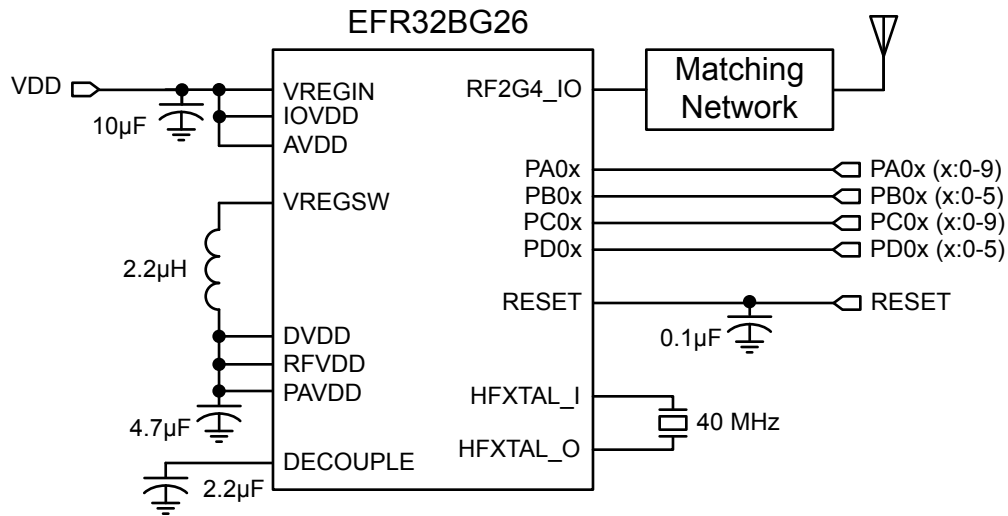 EFR32BG26
VDD
10µF
VREGIN
IOVDD
AVDD
VREGSW
2.2µH
DVDD
RFVDD
PAVDD
4.7µF
DECOUPLE
2.2µF
RF2G4_IO
Matching
Network
PA0x
PB0x
PC0x
PD0x
PA0x (x:0-9)
PB0x (x:0-5)
PC0x (x:0-9)
PD0x (x:0-5)
RESET
RESET
0.1µF
HFXTAL_I
HFXTAL_O
40 MHz